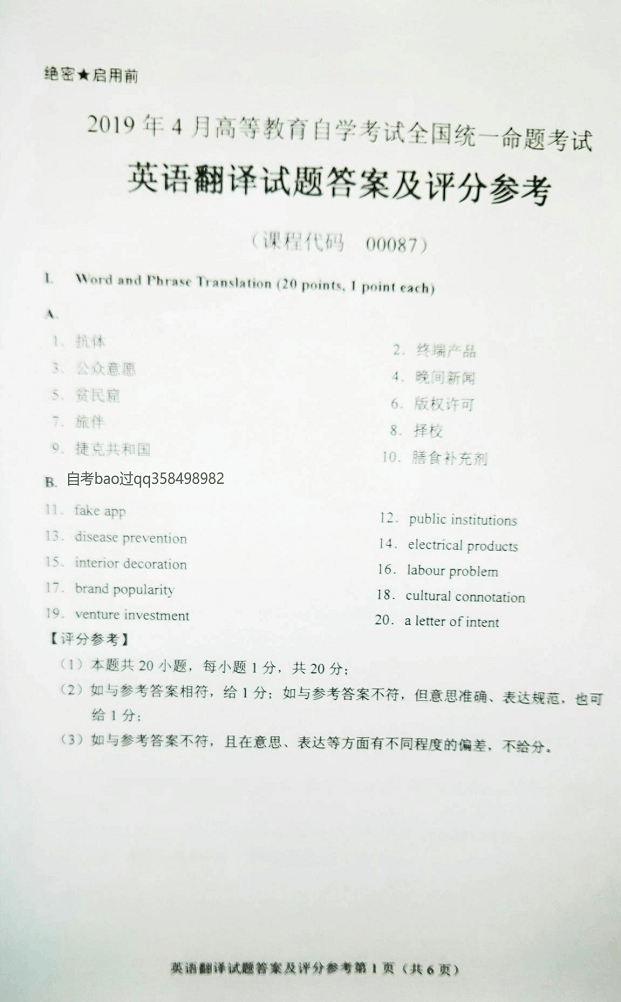 绝密★启用前
2019 年 4 月高等教育自学考试全国统一命题考试
英语翻译试题答案及评分参考
（课程代码 00087）
I. Word and Phrase Translation (20 points, 1 point each)
A.
1. 抗体 2. 终端产品
3. 公众意愿 4. 晚间新闻
5. 贫民窟 6. 版权许可
7. 旅伴 8. 择校
9. 捷克共和国 10. 膳食补充剂
B. 自考bao过qq358498982
11. fake app 12. public institutions
13. disease prevention 14. electrical products
15. interior decoration 16. labour problem
17. brand popularity 18. cultural connotation
19. venture investment 20. a letter of intent
【评分参考】
（1）本题共 20 小题，每小题 1 分，共 20 分；
（2）如与参考答案相符，给 1 分；如与参考答案不符，但意思准确、表达规范，也可
给 1 分；
（3）如与参考答案不符，且在意思、表达等方面有不同程度的偏差，不给分。
英语翻译试题答案及评分参考第 1 页（共 6 页）